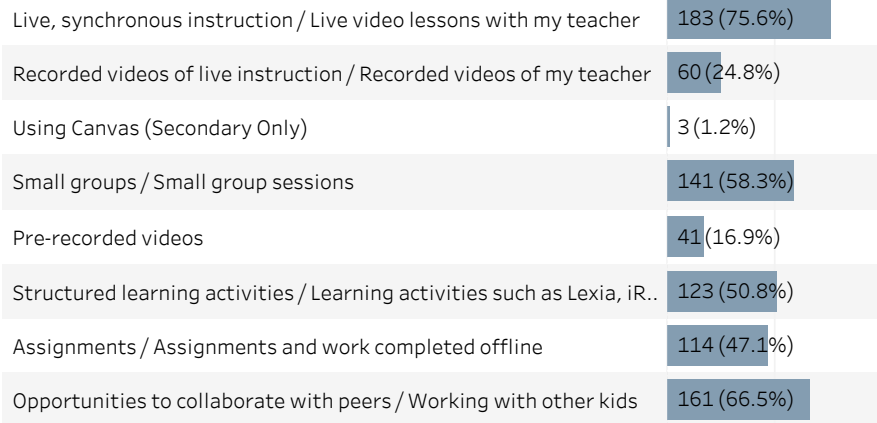 Live, synchronous instruction / Live video lessons with my teacher 183 (75.6%)
Recorded videos of live instruction / Recorded videos of my teacher 60 (24.8%)
Using Canvas (Secondary Only) 3 (1.2%)
Small groups / Small group sessions 141 (58.3%)
Pre-recorded videos 41 (16.9%)
Structured learning activities / Learning activities such as Lexia, iR.. 123 (50.8%)
Assignments / Assignments and work completed offline 114 (47.1%)
Opportunities to collaborate with peers / Working with other kids 161 (66.5%)